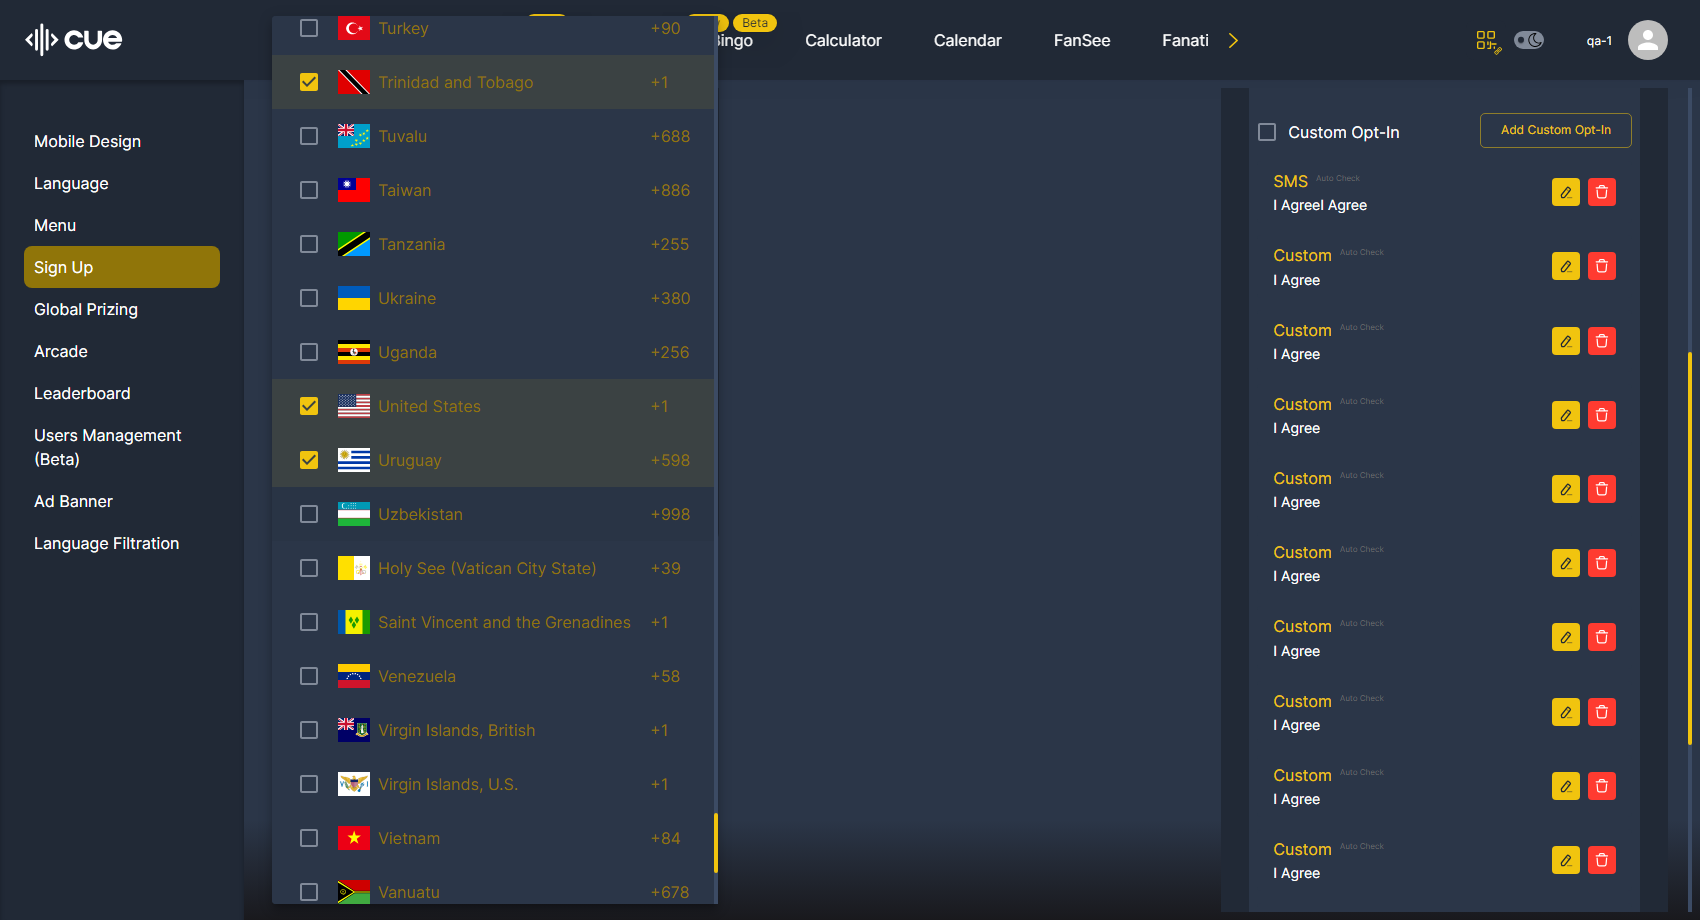 cue
Beta
Bingo
Calculator
Calendar
FanSee
Fanati
qa-1
Mobile Design
Language
Menu
Sign Up
Global Prizing
Arcade
Leaderboard
Users Management
(Beta)
Ad Banner
Language Filtration
Turkey +90
Trinidad and Tobago +1
Tuvalu +688
Taiwan +886
Tanzania +255
Ukraine +380
Uganda +256
United States +1
Uruguay +598
Uzbekistan +998
Holy See (Vatican City State) +39
Saint Vincent and the Grenadines +1
Venezuela +58
Virgin Islands, British +1
Virgin Islands, U.S. +1
Vietnam +84
Vanuatu +678
Custom Opt-In
Add Custom Opt-In
SMS Auto Check
I AgreeI Agree
Custom Auto Check
I Agree
Custom Auto Check
I Agree
Custom Auto Check
I Agree
Custom Auto Check
I Agree
Custom Auto Check
I Agree
Custom Auto Check
I Agree
Custom Auto Check
I Agree
Custom Auto Check
I Agree
Custom Auto Check
I Agree